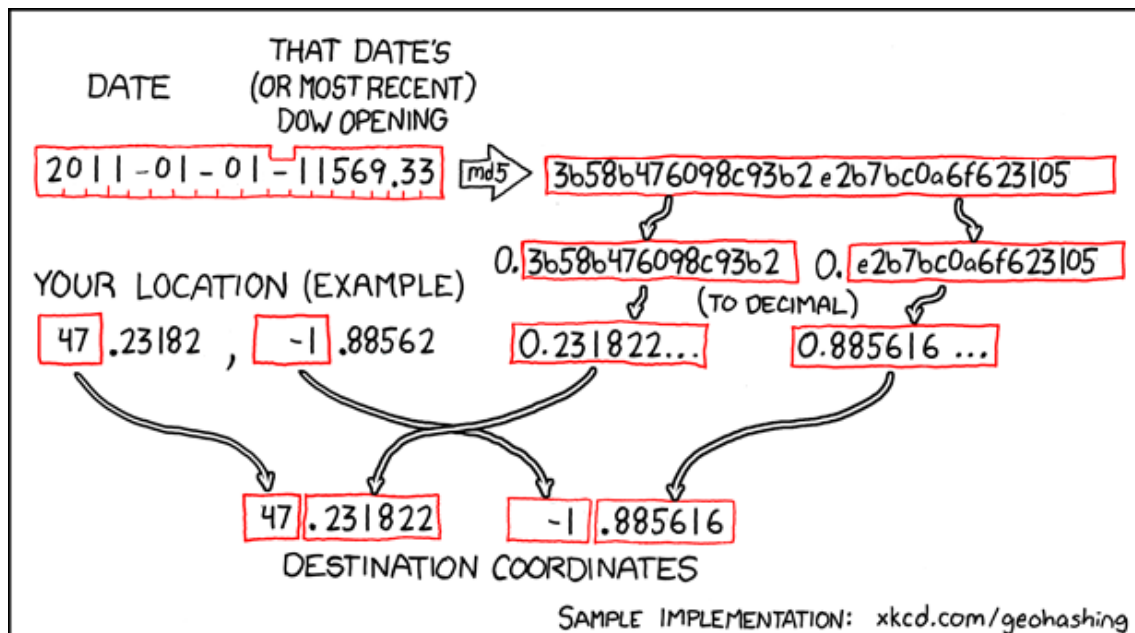 DATE
THAT DATE'S
(OR MOST RECENT)
DOW OPENING
2011-01-01-11569.33
md5
3b58b476098c93b2e2b7bc0a6f623105
0.3b58b476098c93b2
0.e2b7bc0a6f623105
(TO DECIMAL)
YOUR LOCATION (EXAMPLE)
47.23182, -1.88562
0.231822...
0.885616...
47.231822
-1.885616
DESTINATION COORDINATES
SAMPLE IMPLEMENTATION: xkcd.com/geohashing